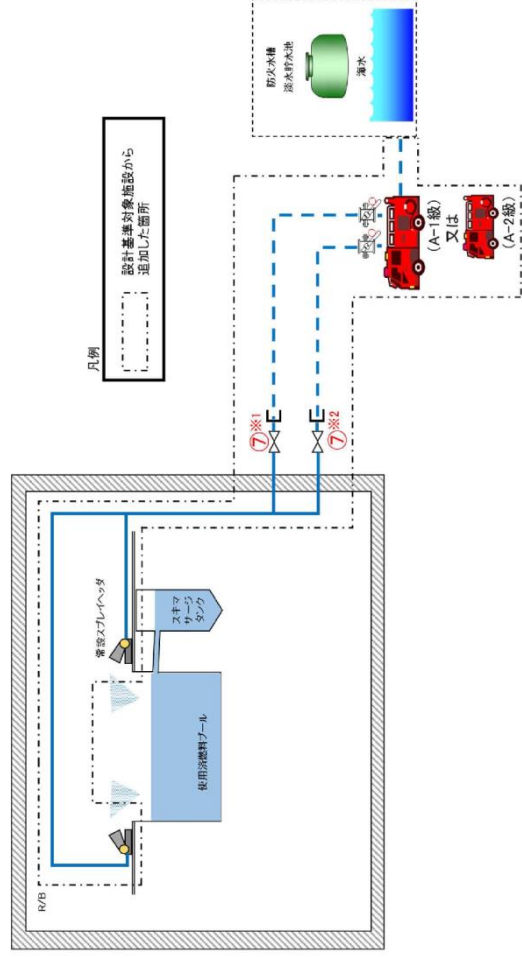 凡例
設計基準対象施設から
追加した箇所
R/B
常設スプレイヘッダ
使用済燃料プール
スキマ
サージ
タンク
⑦※1
⑦※2
防火水槽
淡水貯水池
海水
(A-1級)
又は
(A-2級)